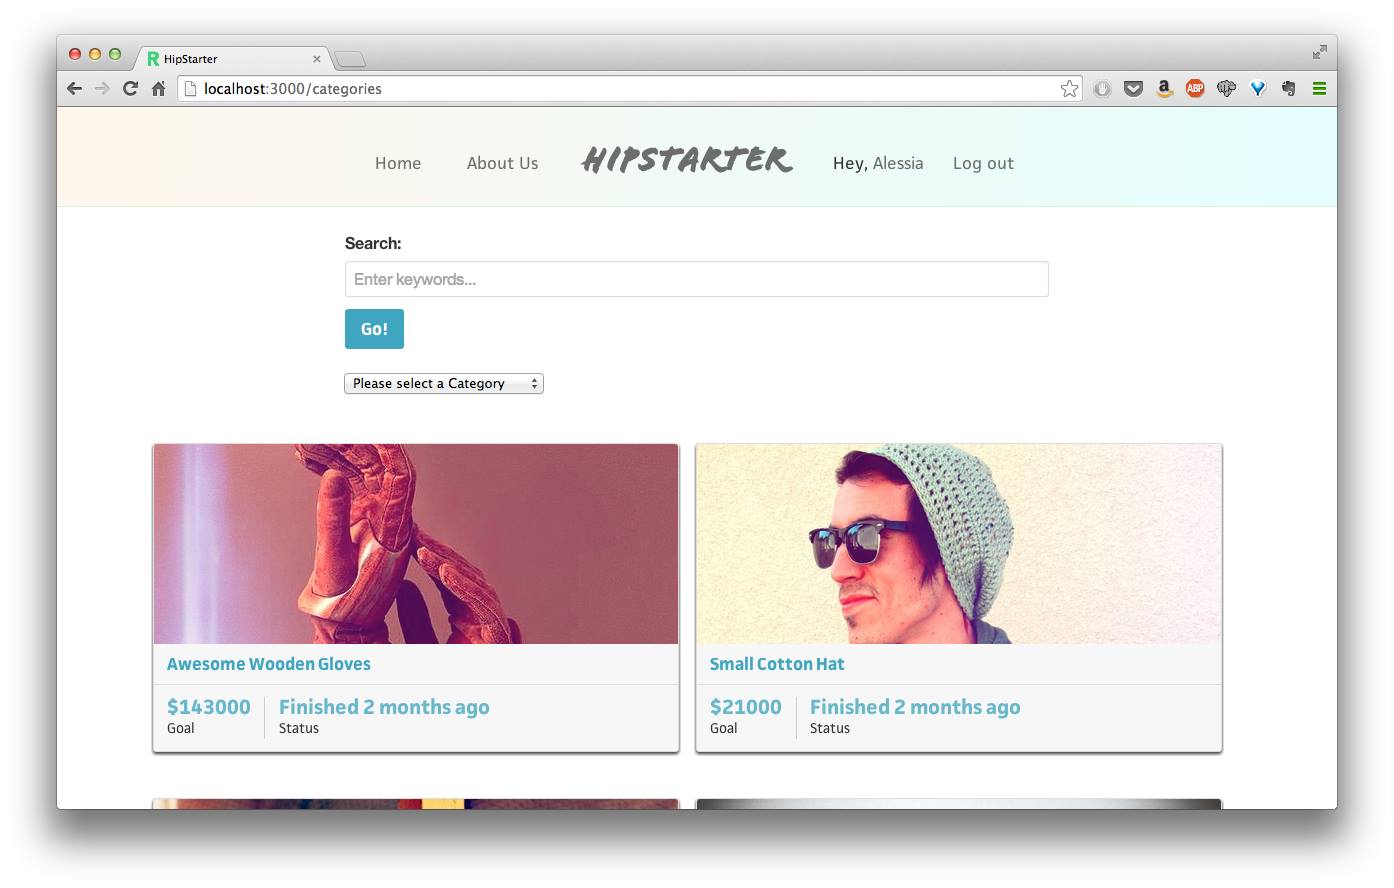 HipStarter
localhost:3000/categories
ABP
Home About Us HIPSTARTER Hey, Alessia Log out
Search:
Enter keywords...
Go!
Please select a Category
Awesome Wooden Gloves
$143000 Finished 2 months ago
Goal Status
Small Cotton Hat
$21000 Finished 2 months ago
Goal Status